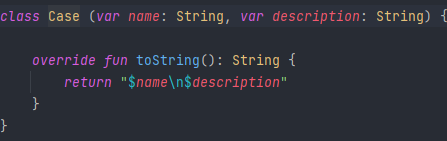 class Case (var name: String, var description: String) {
override fun toString(): String {
return "$name\n$description"
}
}